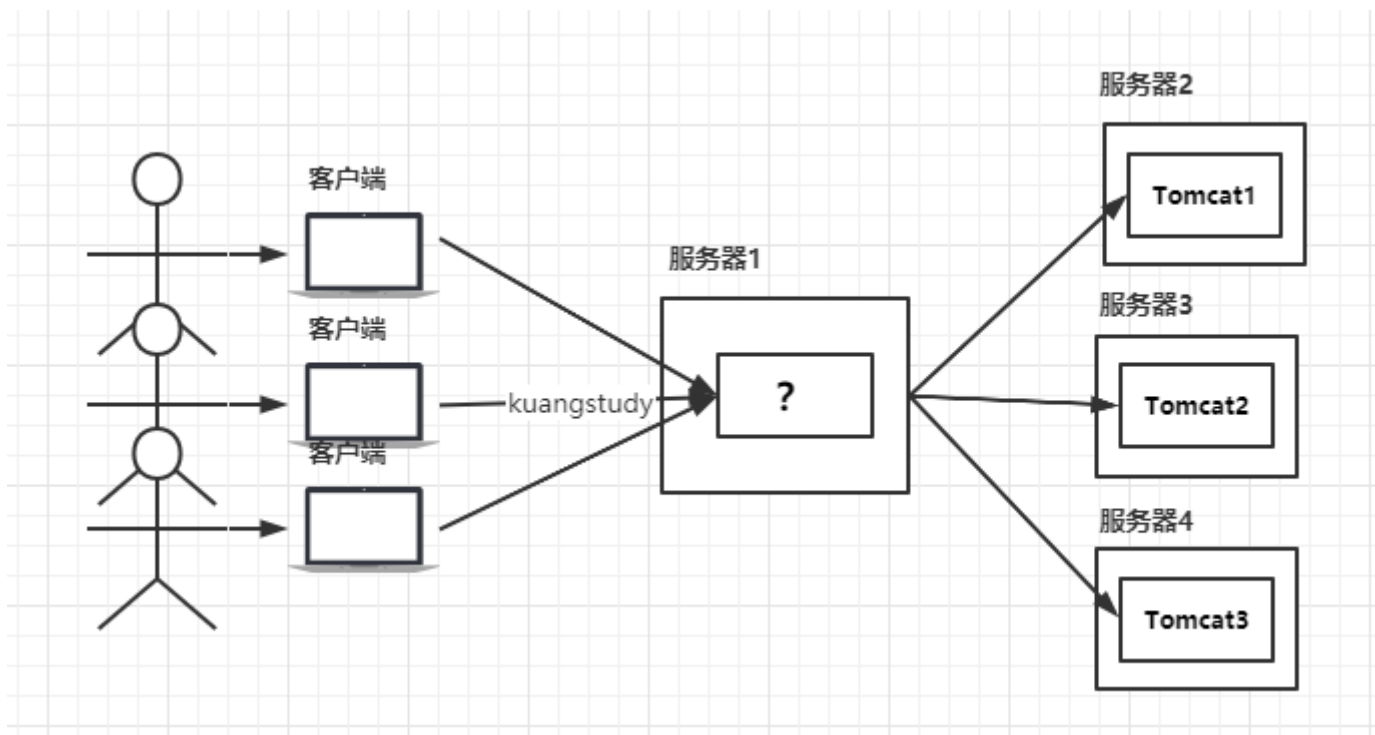 客户端
客户端
客户端
kuangstudy
服务器1
?
服务器2
Tomcat1
服务器3
Tomcat2
服务器4
Tomcat3